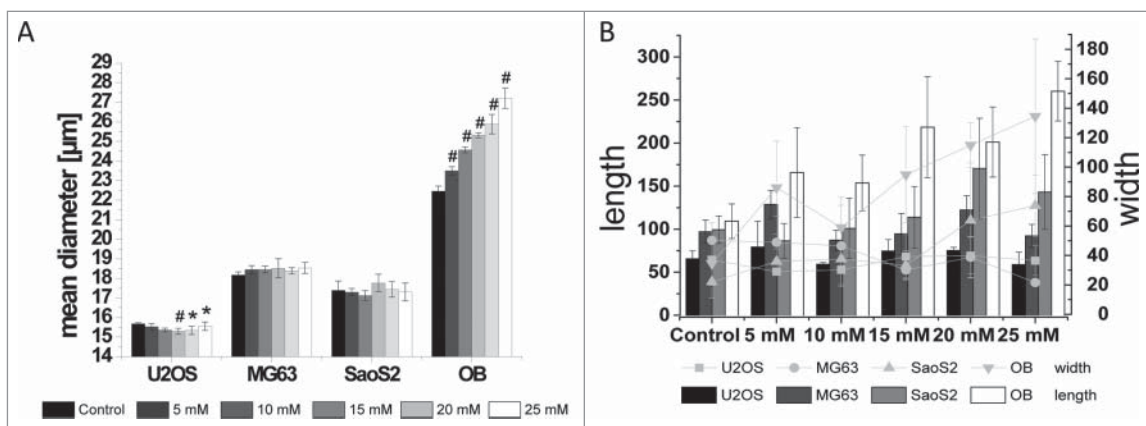 A
mean diameter [µm]
29
28
27
26
25
24
23
22
21
20
19
18
17
16
15
14
# * *
# # # # #
U2OS MG63 SaoS2 OB
Control 5 mM 10 mM 15 mM 20 mM 25 mM
B
length
300
250
200
150
100
50
0
width
180
160
140
120
100
80
60
40
20
0
Control 5 mM 10 mM 15 mM 20 mM 25 mM
U2OS MG63 SaoS2 OB width
U2OS MG63 SaoS2 OB length